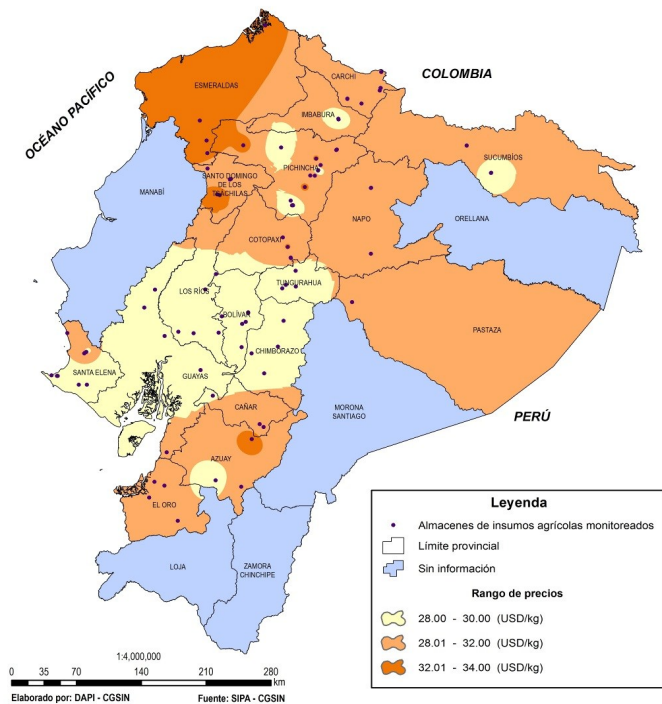 OCÉANO PACÍFICO
COLOMBIA
ESMERALDAS
CARCHI
IMBABURA
SUCUMBÍOS
PICHINCHA
SANTO DOMINGO
DE LOS
TSÁCHILAS
MANABÍ
NAPO
ORELLANA
COTOPAXI
LOS RÍOS
TUNGURAHUA
BOLÍVAR
PASTAZA
CHIMBORAZO
SANTA ELENA
GUAYAS
CAÑAR
MORONA
SANTIAGO
PERÚ
AZUAY
EL ORO
LOJA
ZAMORA
CHINCHIPE
Leyenda
Almacenes de insumos agrícolas monitoreados
Límite provincial
Sin información
Rango de precios
28.00 - 30.00 (USD/kg)
28.01 - 32.00 (USD/kg)
32.01 - 34.00 (USD/kg)
1:4,000,000
0 35 70 140 210 280
km
Elaborado por: DAPI - CGSIN Fuente: SIPA - CGSIN